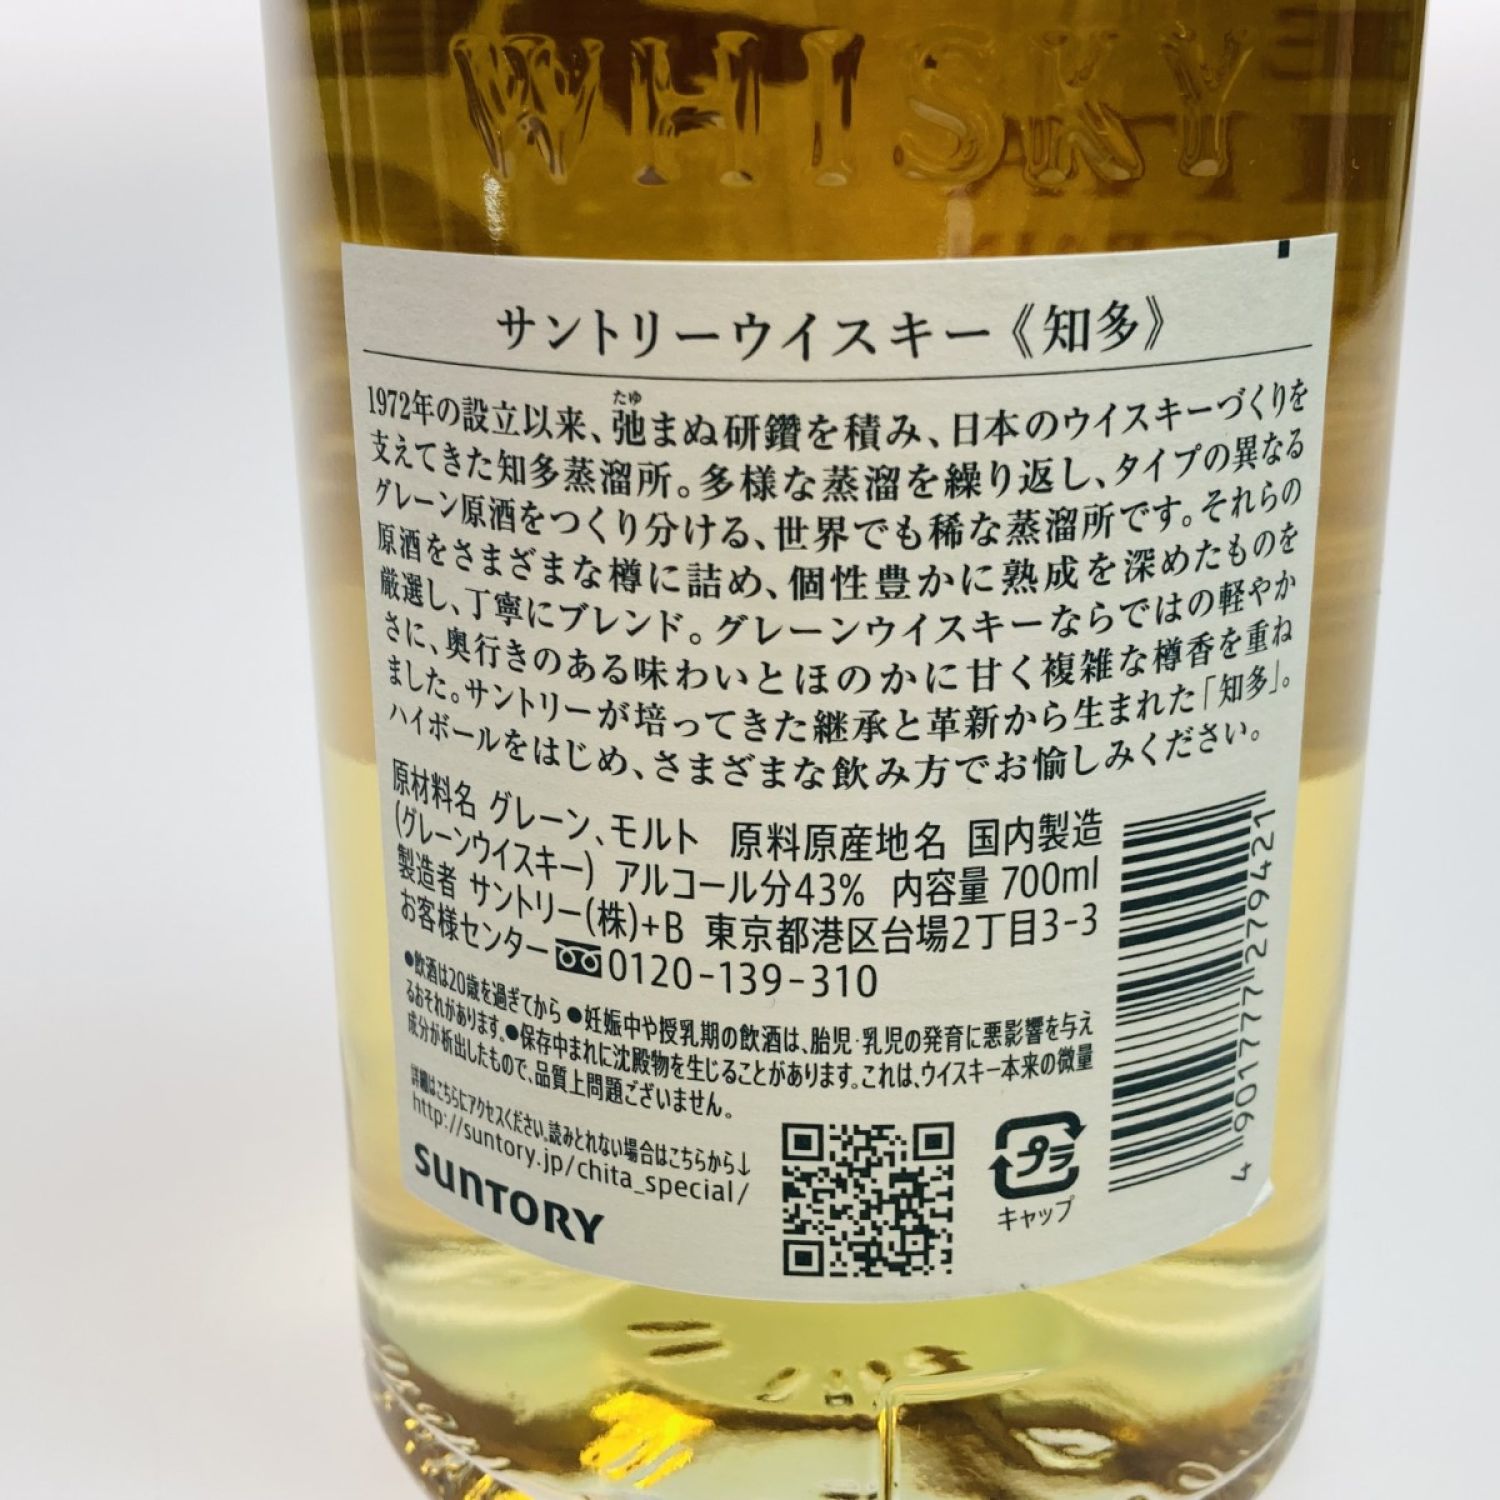 WHISKY
サントリーウイスキー《知多》
1972年の設立以来、弛まぬ研鑽を積み、日本のウイスキーづくりを
たゆ
支えてきた知多蒸溜所。多様な蒸溜を繰り返し、タイプの異なる
グレーン原酒をつくり分ける、世界でも稀な蒸溜所です。それらの
原酒をさまざまな樽に詰め、個性豊かに熟成を深めたものを
厳選し、丁寧にブレンド。グレーンウイスキーならではの軽やか
さに、奥行きのある味わいとほのかに甘く複雑な樽香を重ね
ました。サントリーが培ってきた継承と革新から生まれた「知多」。
ハイボールをはじめ、さまざまな飲み方でお愉しみください。
原材料名 グレーン、モルト 原料原産地名 国内製造
(グレーンウイスキー) アルコール分43% 内容量 700ml
製造者 サントリー(株)+B 東京都港区台場2丁目3-3
お客様センター 0120-139-310
●飲酒は20歳を過ぎてから ●妊娠中や授乳期の飲酒は、胎児・乳児の発育に悪影響を与え
るおそれがあります。●保存中まれに沈殿物を生じることがあります。これは、ウイスキー本来の微量
成分が析出したもので、品質上問題ございません。
詳細はこちらにアクセスください。読みとれない場合はこちらから↓
http://suntory.jp/chita_special/
SUNTORY
プラ
キャップ
4 901777 279421